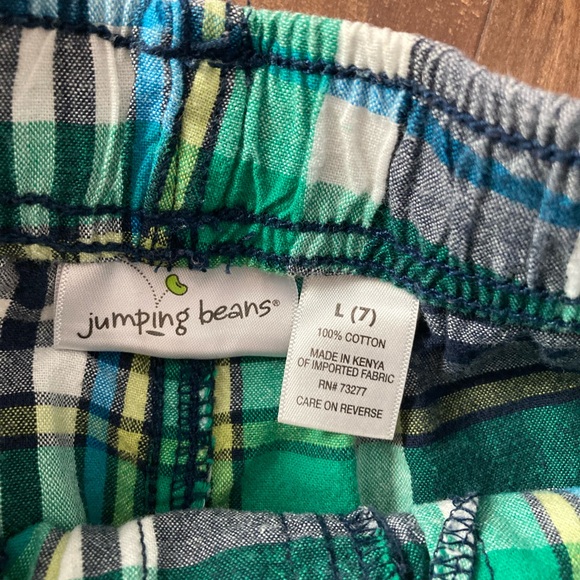 jumping beans®
L (7)
100% COTTON
MADE IN KENYA
OF IMPORTED FABRIC
RN# 73277
CARE ON REVERSE